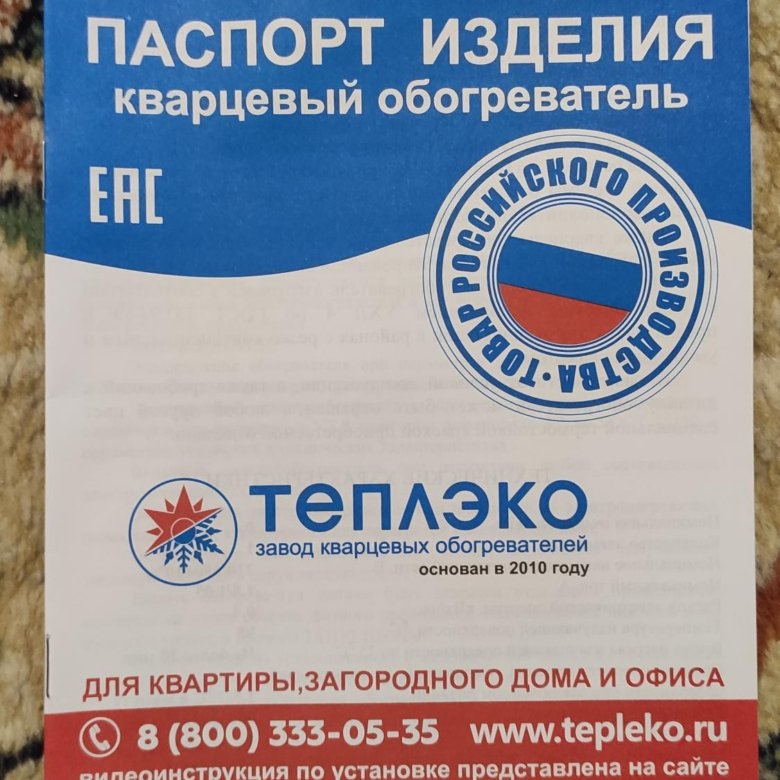 ПАСПОРТ ИЗДЕЛИЯ
кварцевый обогреватель
EAC
ТОВАР РОССИЙСКОГО ПРОИЗВОДСТВА •
теплэко
завод кварцевых обогревателей
основан в 2010 году
ДЛЯ КВАРТИРЫ,ЗАГОРОДНОГО ДОМА И ОФИСА
8 (800) 333-05-35 www.tepleko.ru
видеоинструкция по установке представлена на сайте